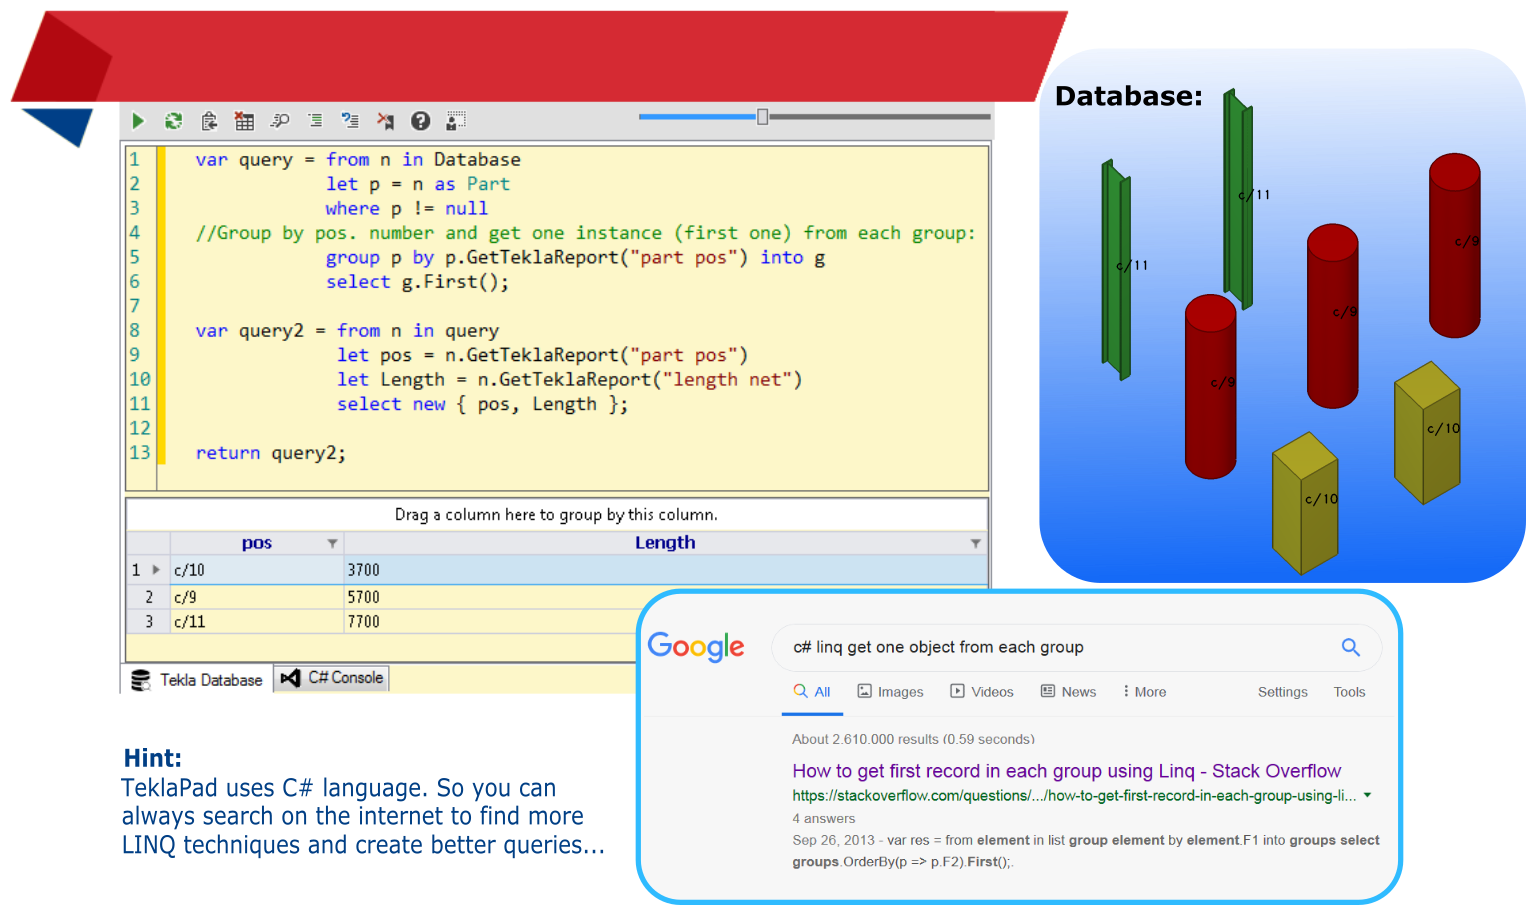 Database:
1 var query = from n in Database
2 let p = n as Part
3 where p != null
4 //Group by pos. number and get one instance (first one) from each group:
5 group p by p.GetTeklaReport("part pos") into g
6 select g.First();
7
8 var query2 = from n in query
9 let pos = n.GetTeklaReport("part pos")
10 let Length = n.GetTeklaReport("length net")
11 select new { pos, Length };
12
13 return query2;
c/11
c/11
c/9
c/9
c/9
c/10
c/10
Drag a column here to group by this column.
pos Length
1 c/10 3700
2 c/9 5700
3 c/11 7700
Tekla Database C# Console
Google c# linq get one object from each group
All Images Videos News More Settings Tools
About 2.610.000 results (0.59 seconds)
How to get first record in each group using Linq - Stack Overflow
https://stackoverflow.com/questions/.../how-to-get-first-record-in-each-group-using-li...
4 answers
Sep 26, 2013 - var res = from element in list group element by element.F1 into groups select
groups.OrderBy(p => p.F2).First();.
Hint:
TeklaPad uses C# language. So you can
always search on the internet to find more
LINQ techniques and create better queries...